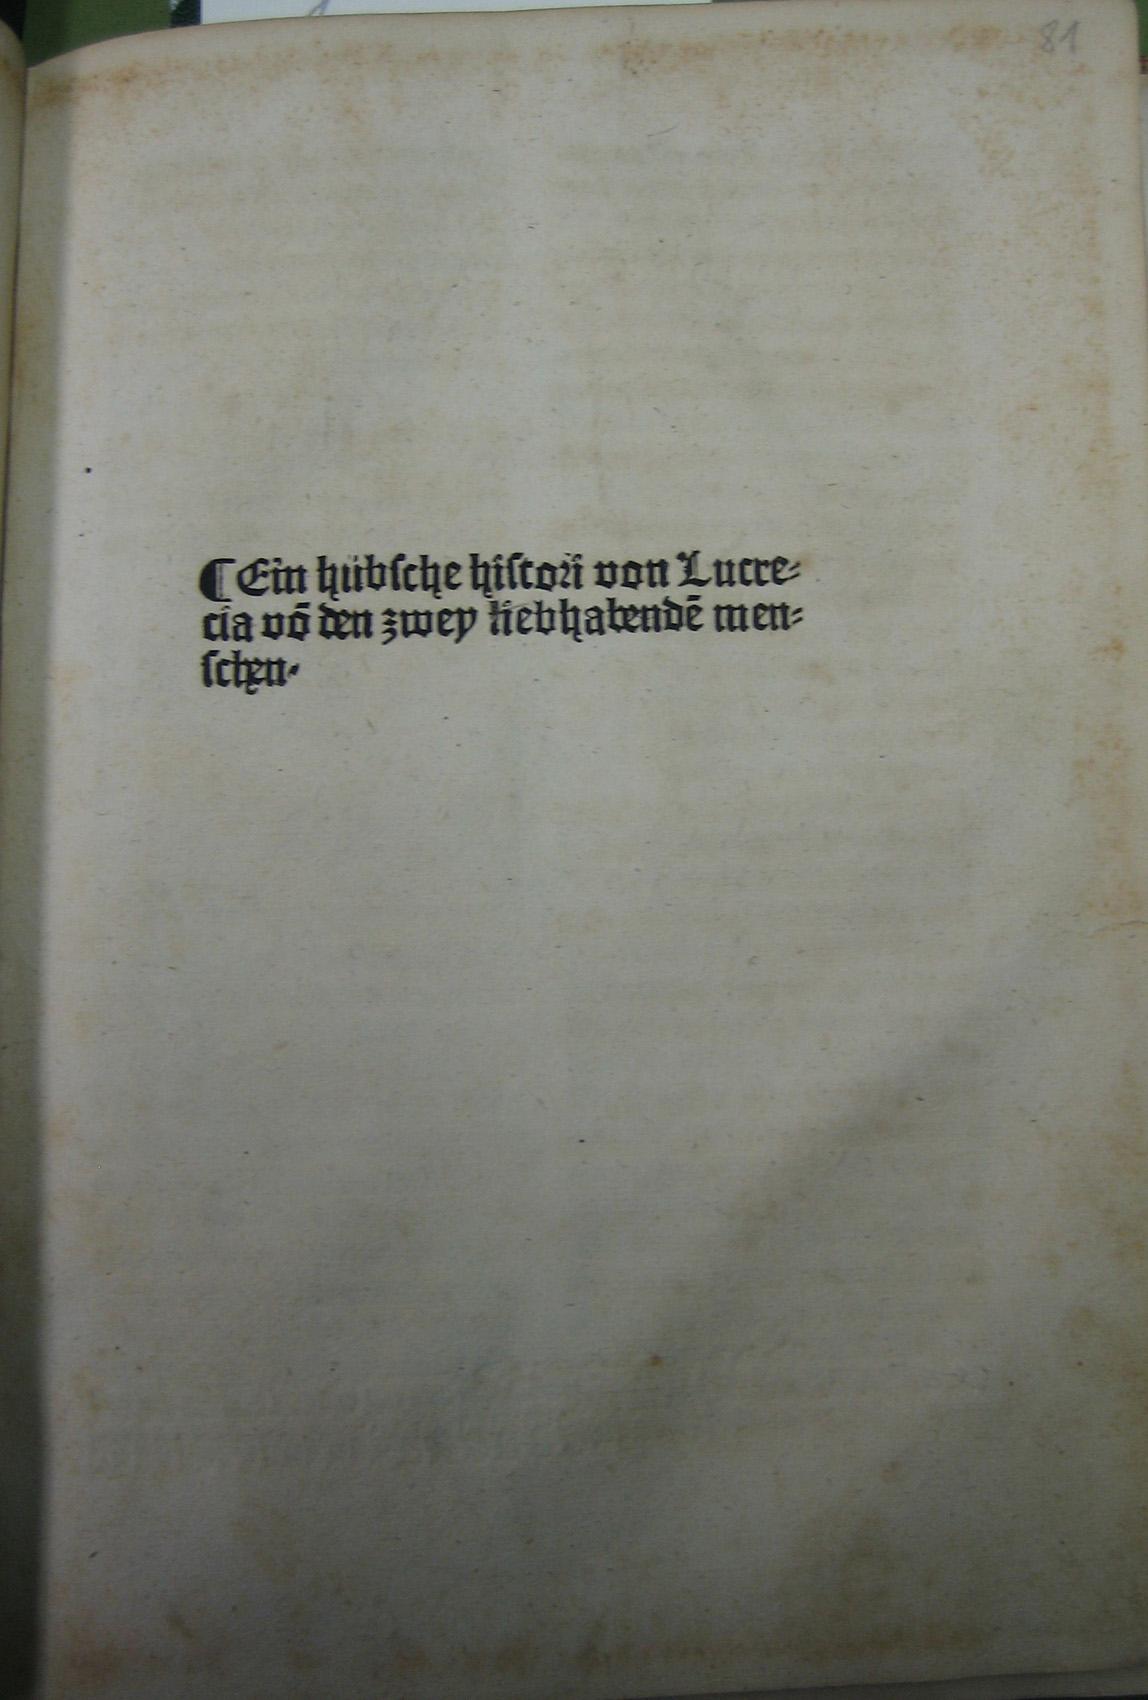 81
¶Ein hübsche histori von Lucre⸗
cia vō den zwey liebhabendē men⸗
schen.